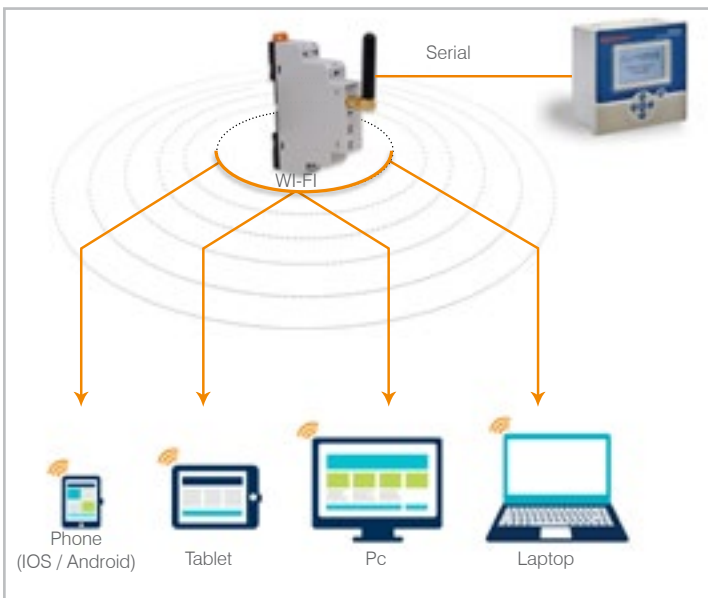 Serial
WI-FI
Phone
(IOS / Android)
Tablet
Pc
Laptop